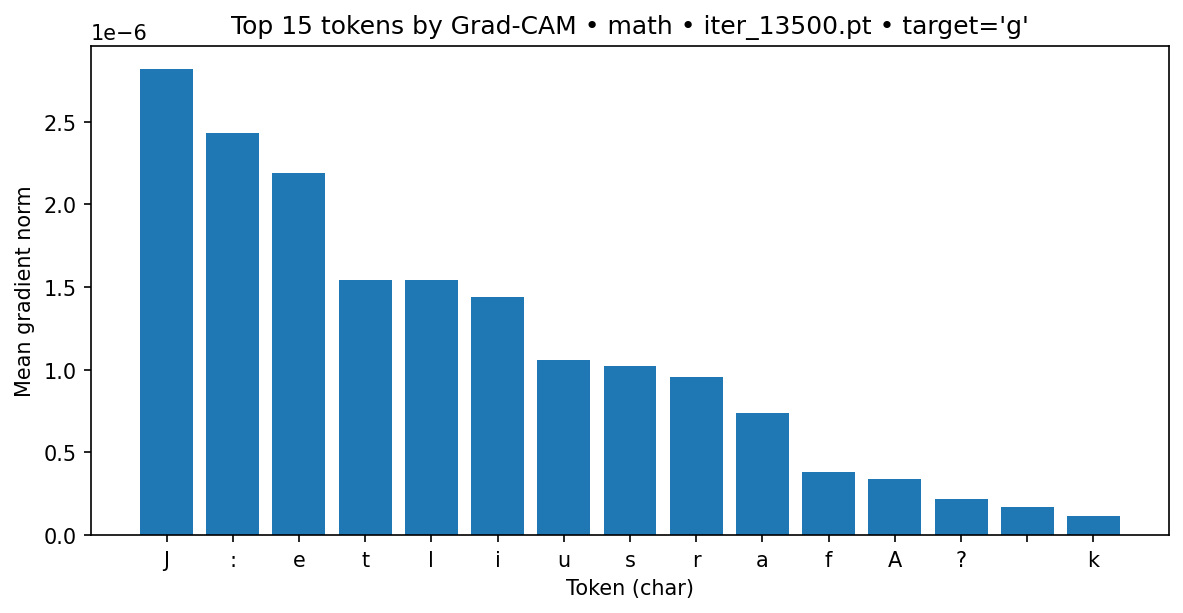 Top 15 tokens by Grad-CAM • math • iter_13500.pt • target='g'
1e−6
Mean gradient norm
2.5
2.0
1.5
1.0
0.5
0.0
J : e t l i u s r a f A ? k
Token (char)